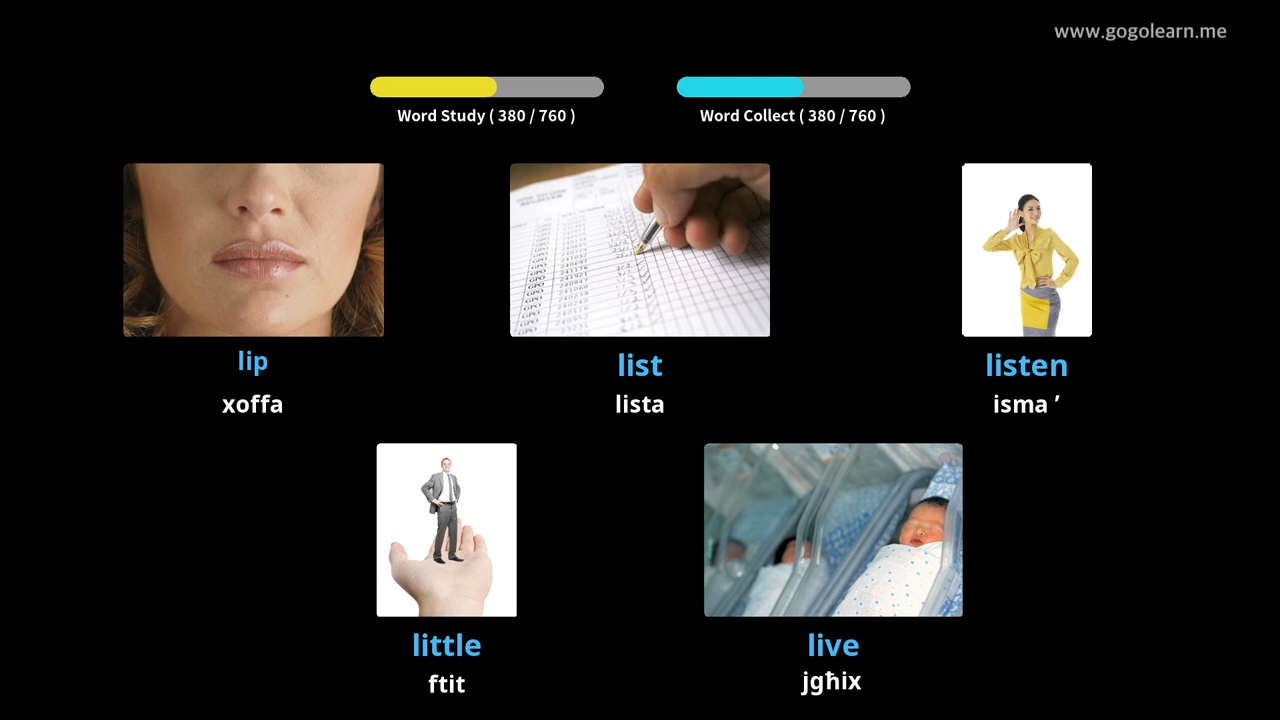 www.gogolearn.me
Word Study ( 380 / 760 )
Word Collect ( 380 / 760 )
lip
list
listen
xoffa
lista
isma ’
little
live
ftit
jgħix